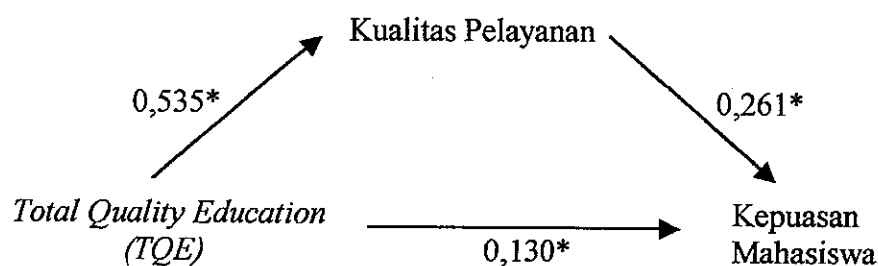 Kualitas Pelayanan
0,535*
0,261*
Total Quality Education
(TQE)
0,130*
Kepuasan
Mahasiswa